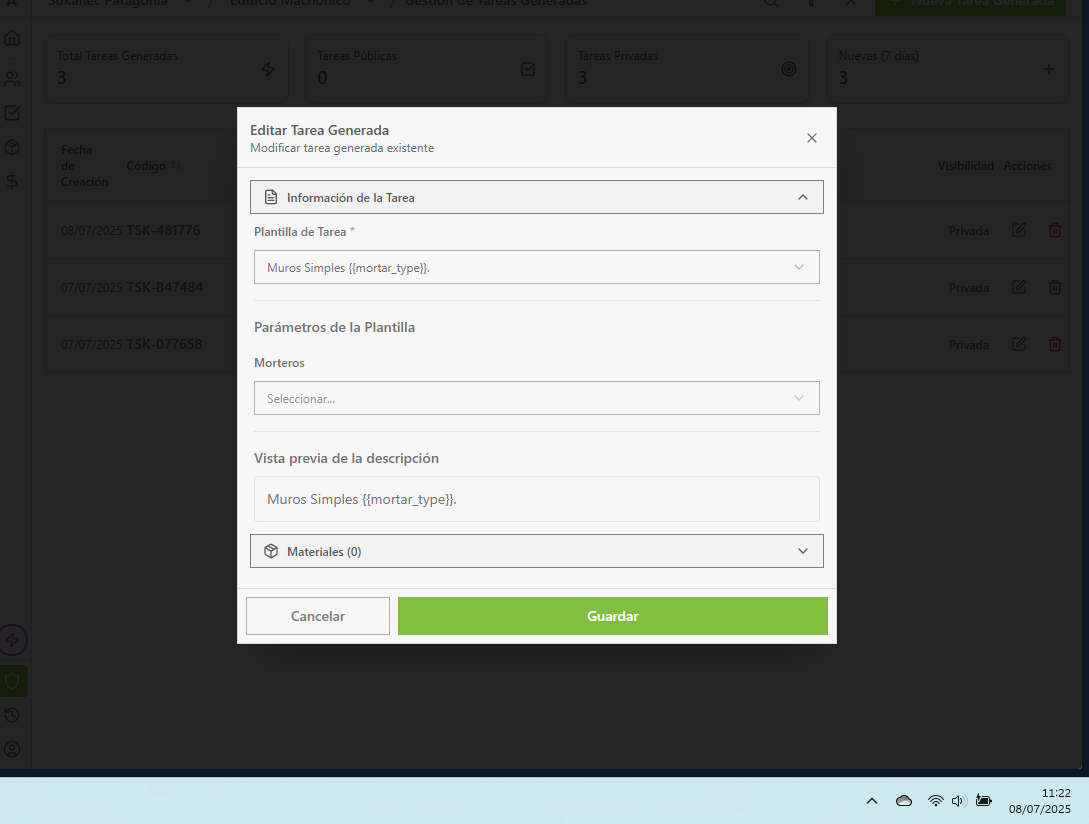 Sukanec Patagonia / Edificio Machonico / Gestión de Tareas Generadas
Nueva Tarea Generada
Total Tareas Generadas
3
Tareas Públicas
0
Tareas Privadas
3
Nuevas (7 días)
3
Fecha de Creación
Código
Visibilidad
Acciones
08/07/2025 TSK-481776
Privada
07/07/2025 TSK-847484
Privada
07/07/2025 TSK-077658
Privada
Editar Tarea Generada
Modificar tarea generada existente
Información de la Tarea
Plantilla de Tarea *
Muros Simples {{mortar_type}}.
Parámetros de la Plantilla
Morteros
Seleccionar...
Vista previa de la descripción
Muros Simples {{mortar_type}}.
Materiales (0)
Cancelar
Guardar
11:22
08/07/2025